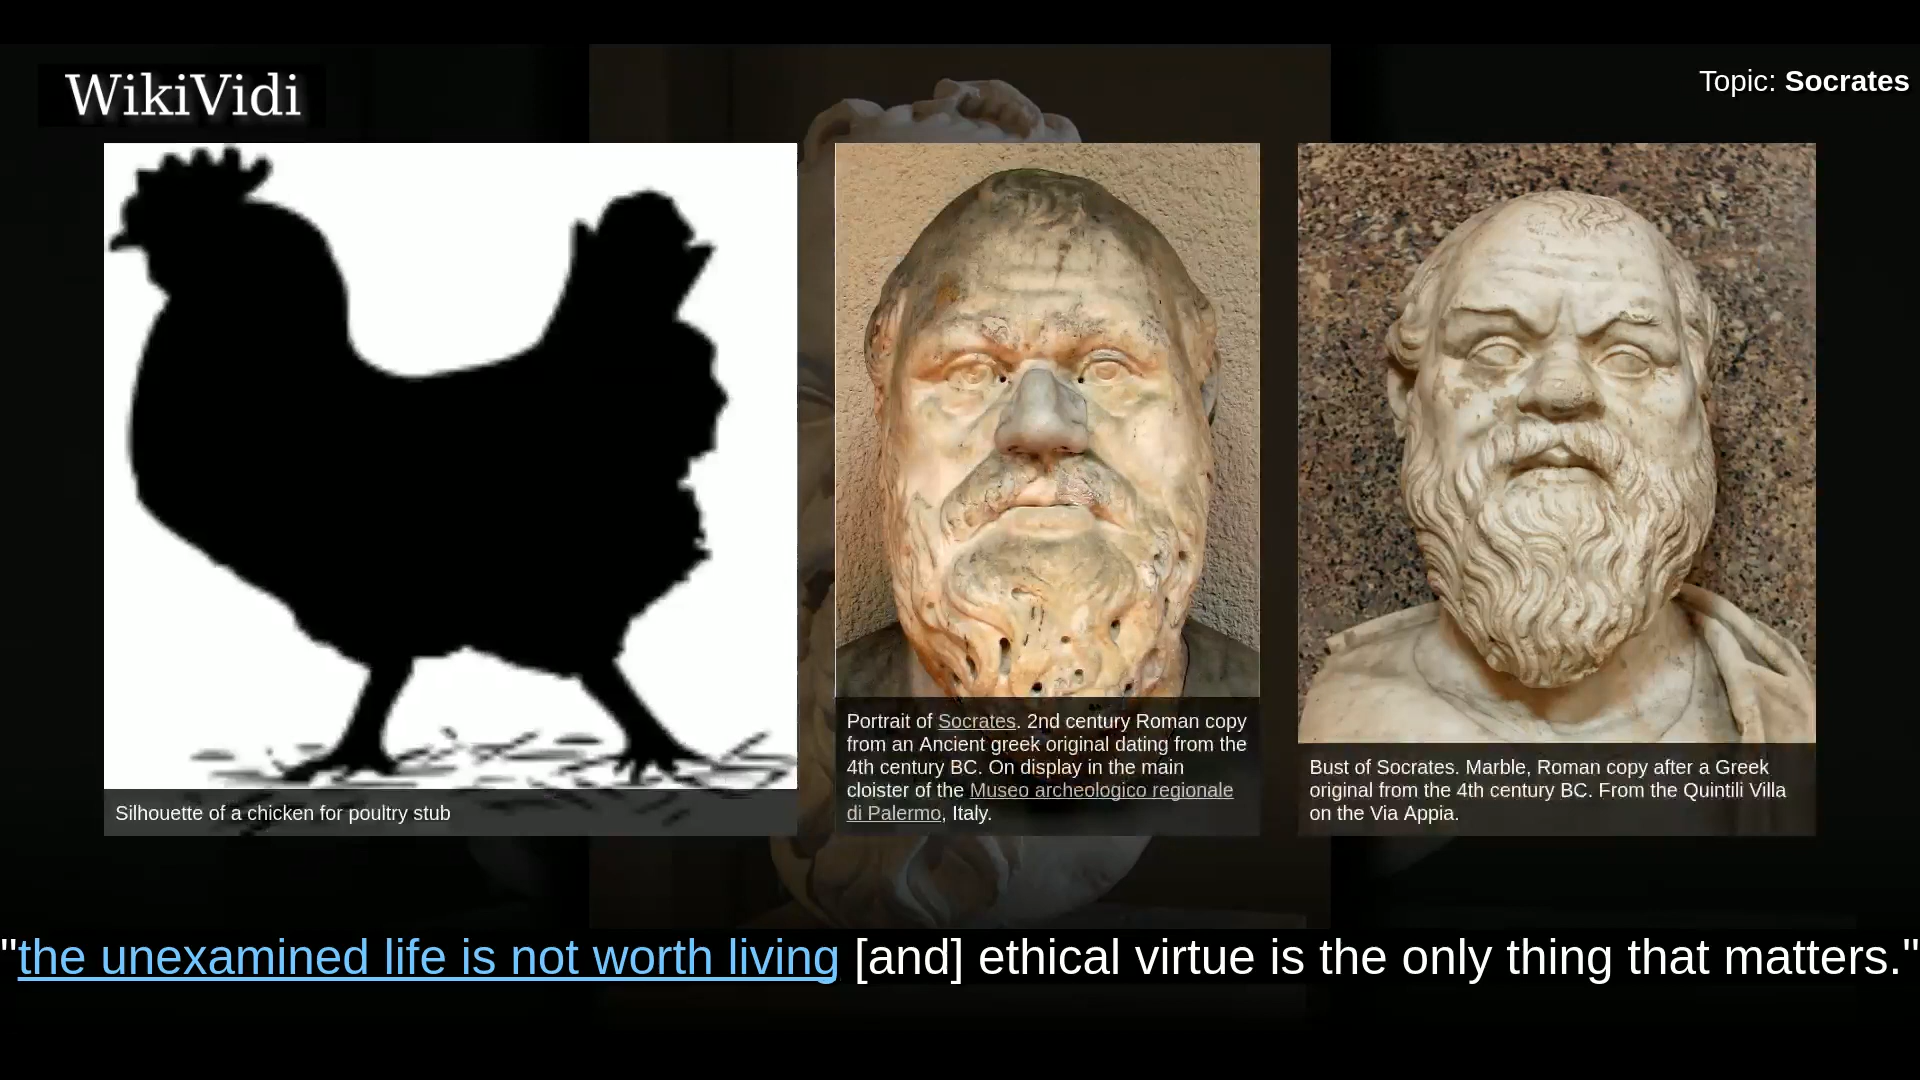 WikiVidi
Topic: Socrates
Silhouette of a chicken for poultry stub
Portrait of Socrates. 2nd century Roman copy
from an Ancient greek original dating from the
4th century BC. On display in the main
cloister of the Museo archeologico regionale
di Palermo, Italy.
Bust of Socrates. Marble, Roman copy after a Greek
original from the 4th century BC. From the Quintili Villa
on the Via Appia.
"the unexamined life is not worth living [and] ethical virtue is the only thing that matters."